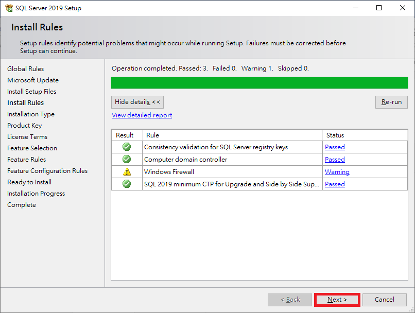 SQL Server 2019 Setup
Install Rules
Setup rules identify potential problems that might occur while running Setup. Failures must be corrected before
Setup can continue.
Global Rules
Microsoft Update
Install Setup Files
Install Rules
Installation Type
Product Key
License Terms
Feature Selection
Feature Rules
Feature Configuration Rules
Ready to Install
Installation Progress
Complete
Operation completed. Passed: 3. Failed 0. Warning 1. Skipped 0.
Hide details <<
Re-run
View detailed report
Result Rule Status
Consistency validation for SQL Server registry keys Passed
Computer domain controller Passed
Windows Firewall Warning
SQL 2019 minimum CTP for Upgrade and Side by Side Sup... Passed
< Back
Next >
Cancel